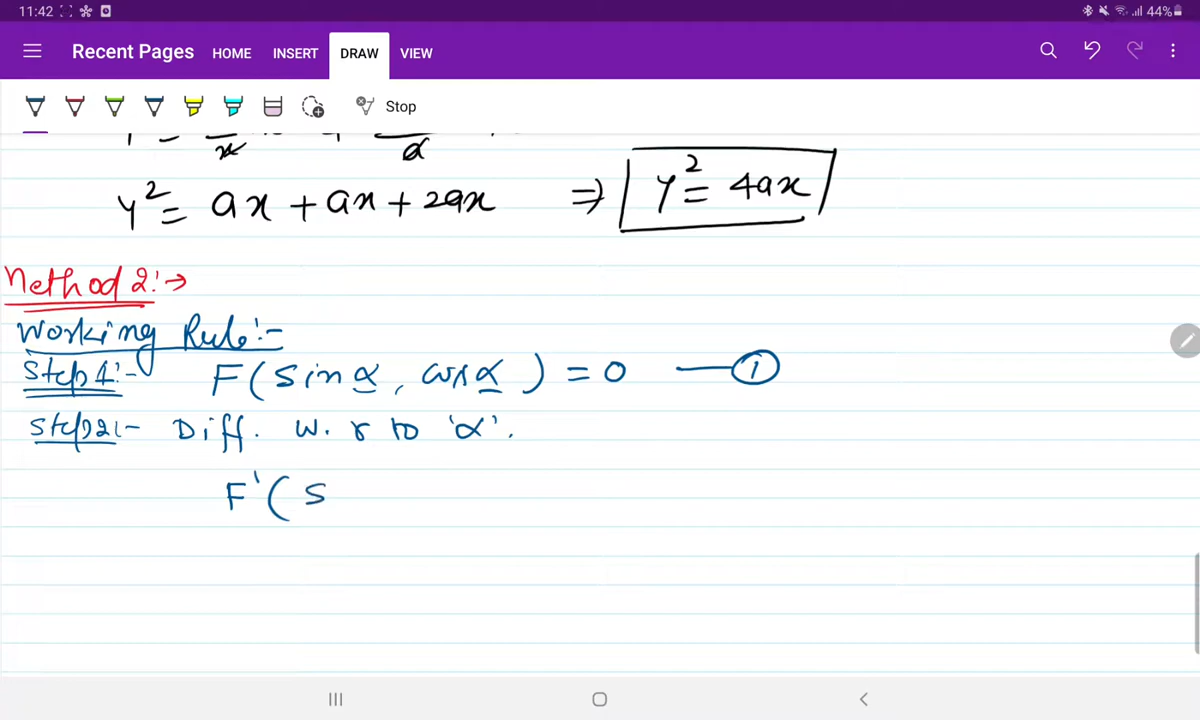 11:42 44%
Recent Pages HOME INSERT DRAW VIEW
Stop
y² = ax + ax + 2ax ⇒ y² = 4ax
Method 2:→
Working Rule:-
Step 1:- F(sin α, cos α) = 0 — ①
Step 2:- Diff. w. r to 'α'.
F'( S